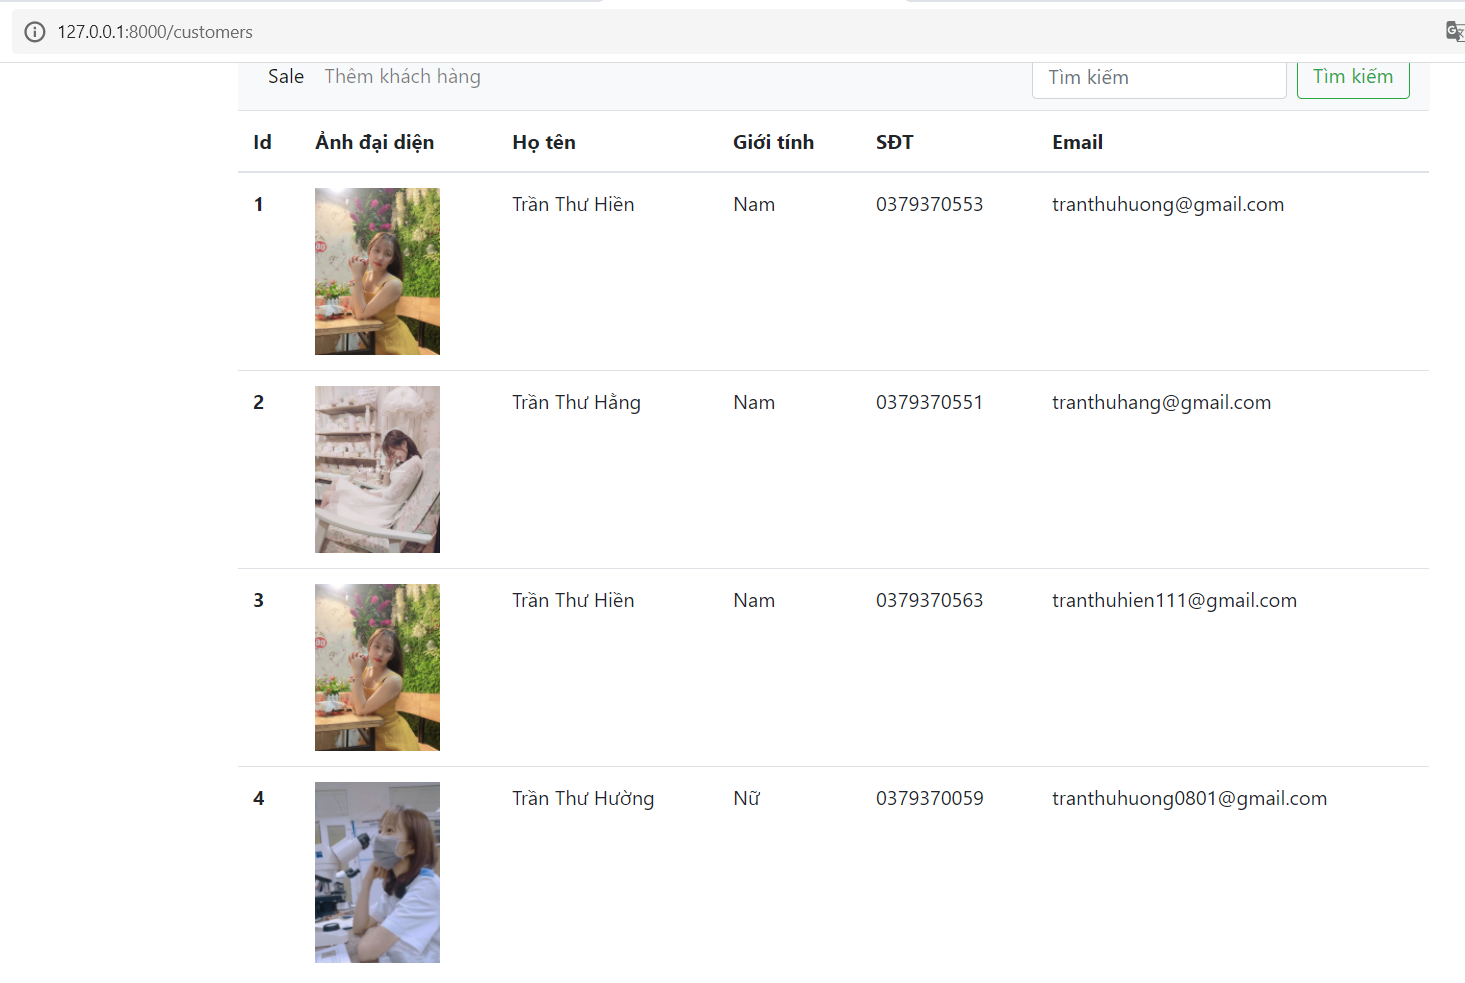 127.0.0.1:8000/customers
Sale Thêm khách hàng Tìm kiếm Tìm kiếm
Id Ảnh đại diện Họ tên Giới tính SĐT Email
1 Trần Thư Hiền Nam 0379370553 tranthuhuong@gmail.com
2 Trần Thư Hằng Nam 0379370551 tranthuhang@gmail.com
3 Trần Thư Hiền Nam 0379370563 tranthuhien111@gmail.com
4 Trần Thư Hường Nữ 0379370059 tranthuhuong0801@gmail.com